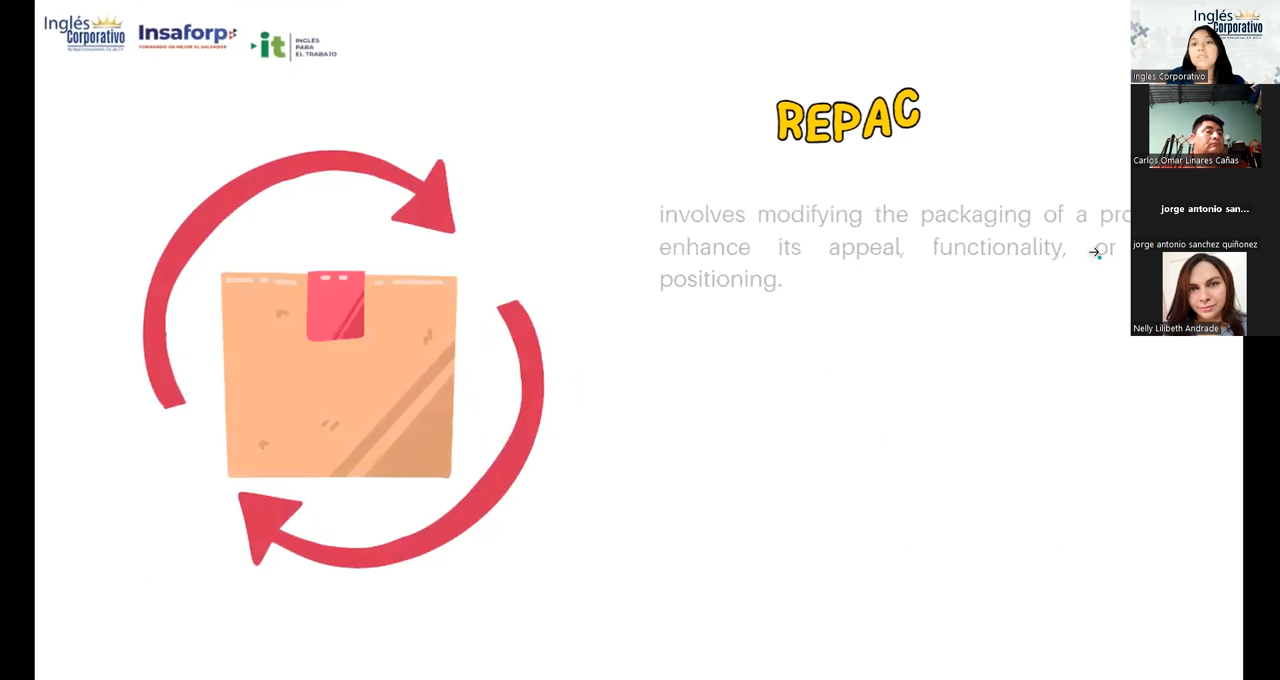 Inglés
Corporativo
Insaforp
FORMANDO UN MEJOR EL SALVADOR
it
INGLÉS
PARA
EL TRABAJO
REPAC
involves modifying the packaging of a pro
enhance its appeal, functionality, or
positioning.
Inglés
Corporativo
Ingles Corporativo
Carlos Omar Linares Cañas
jorge antonio san...
jorge antonio sanchez quiñonez
Nelly Lilibeth Andrade